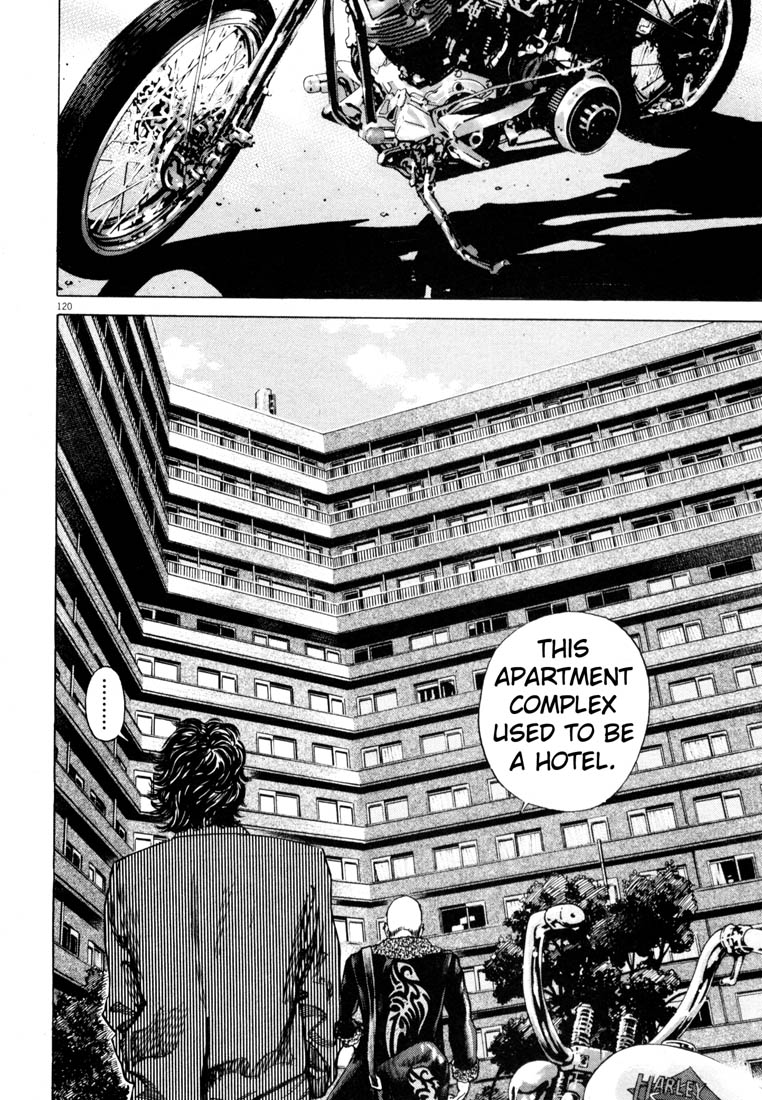 120
THIS
APARTMENT
COMPLEX
USED TO BE
A HOTEL.
………
HARLEY